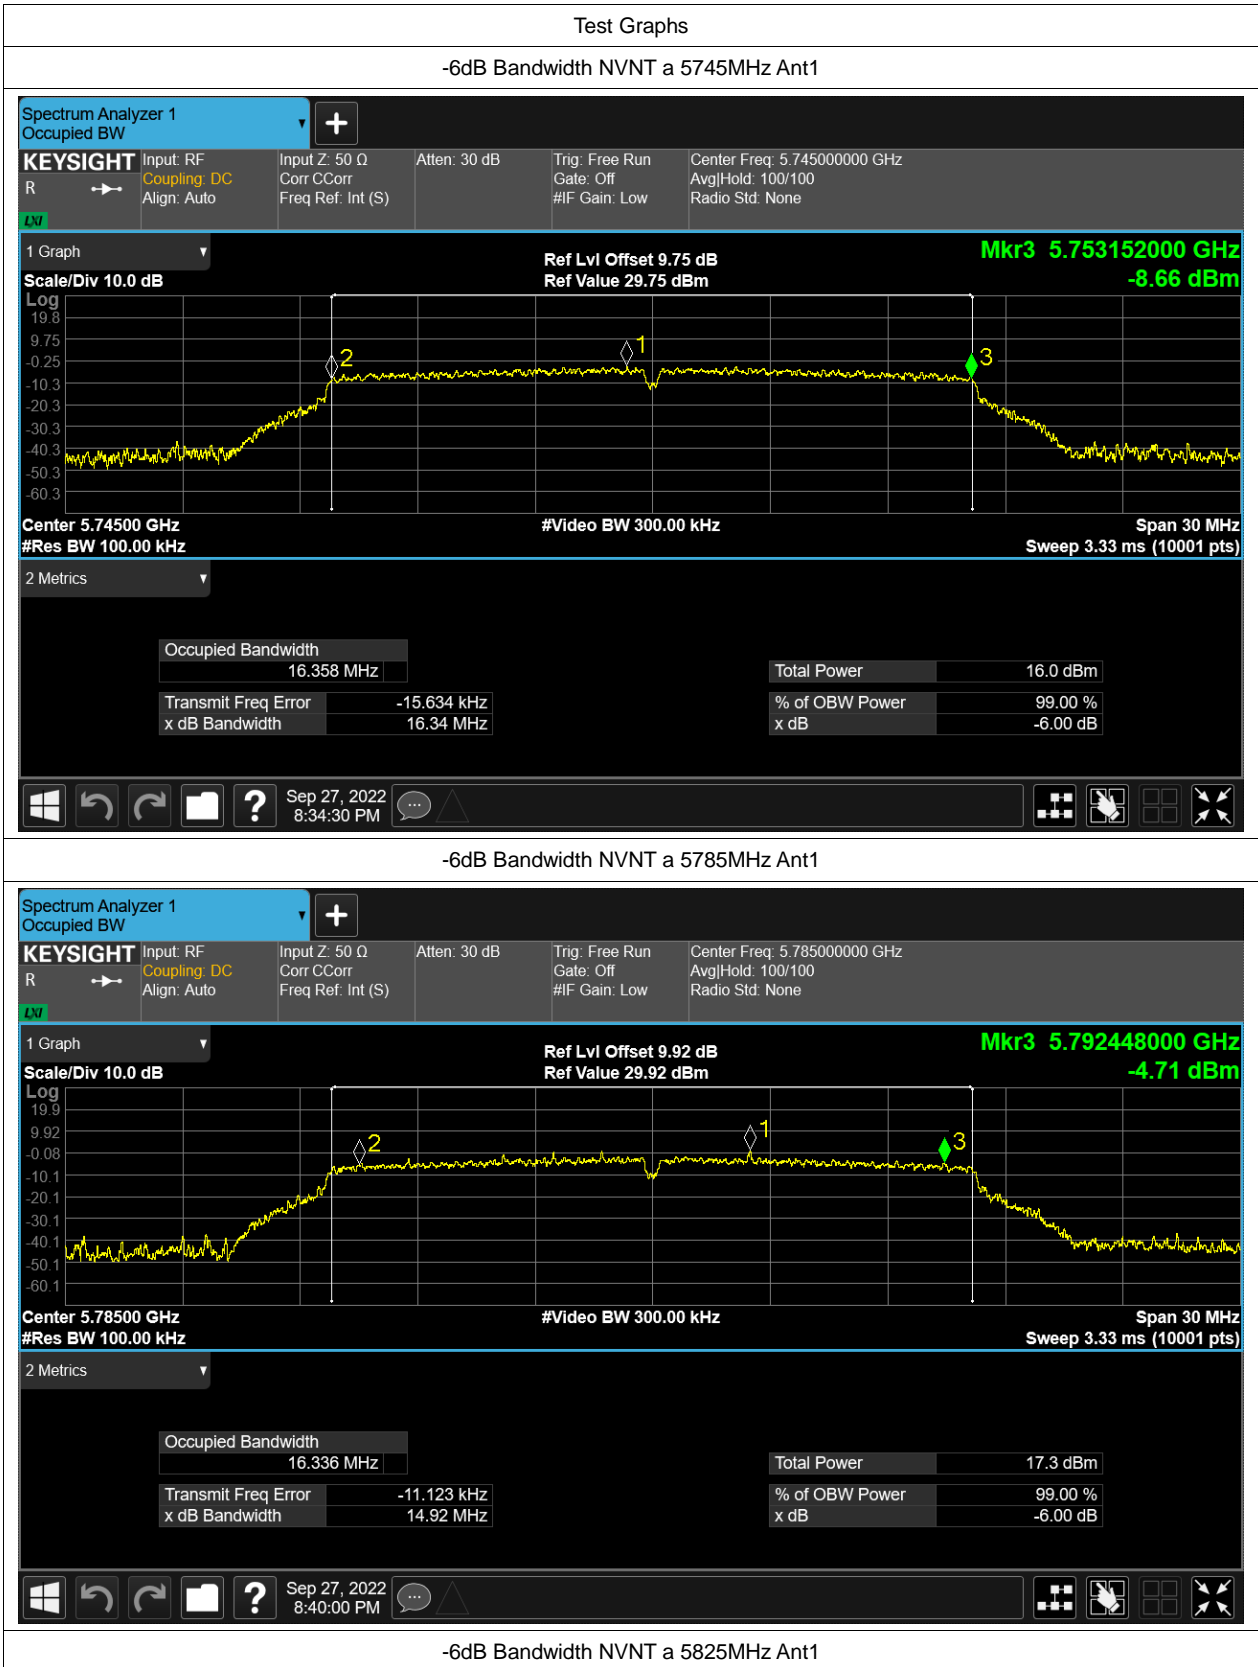 Test Graphs
-6dB Bandwidth NVNT a 5745MHz Ant1
Spectrum Analyzer 1
Occupied BW
KEYSIGHT Input: RF Input Z: 50 Ω Atten: 30 dB Trig: Free Run Center Freq: 5.745000000 GHz
R Coupling: DC Corr CCorr Gate: Off Avg|Hold: 100/100
Align: Auto Freq Ref: Int (S) #IF Gain: Low Radio Std: None
LXI
1 Graph Ref Lvl Offset 9.75 dB Mkr3 5.753152000 GHz
Scale/Div 10.0 dB Ref Value 29.75 dBm -8.66 dBm
Log
19.8
9.75
1
-0.25
2
3
-10.3
-20.3
-30.3
-40.3
-50.3
-60.3
Center 5.74500 GHz #Video BW 300.00 kHz Span 30 MHz
#Res BW 100.00 kHz Sweep 3.33 ms (10001 pts)
2 Metrics
Occupied Bandwidth
16.358 MHz Total Power 16.0 dBm
Transmit Freq Error -15.634 kHz % of OBW Power 99.00 %
x dB Bandwidth 16.34 MHz x dB -6.00 dB
? Sep 27, 2022
8:34:30 PM
-6dB Bandwidth NVNT a 5785MHz Ant1
Spectrum Analyzer 1
Occupied BW
KEYSIGHT Input: RF Input Z: 50 Ω Atten: 30 dB Trig: Free Run Center Freq: 5.785000000 GHz
R Coupling: DC Corr CCorr Gate: Off Avg|Hold: 100/100
Align: Auto Freq Ref: Int (S) #IF Gain: Low Radio Std: None
LXI
1 Graph Ref Lvl Offset 9.92 dB Mkr3 5.792448000 GHz
Scale/Div 10.0 dB Ref Value 29.92 dBm -4.71 dBm
Log
19.9
9.92
1
2
3
-0.08
-10.1
-20.1
-30.1
-40.1
-50.1
-60.1
Center 5.78500 GHz #Video BW 300.00 kHz Span 30 MHz
#Res BW 100.00 kHz Sweep 3.33 ms (10001 pts)
2 Metrics
Occupied Bandwidth
16.336 MHz Total Power 17.3 dBm
Transmit Freq Error -11.123 kHz % of OBW Power 99.00 %
x dB Bandwidth 14.92 MHz x dB -6.00 dB
? Sep 27, 2022
8:40:00 PM
-6dB Bandwidth NVNT a 5825MHz Ant1